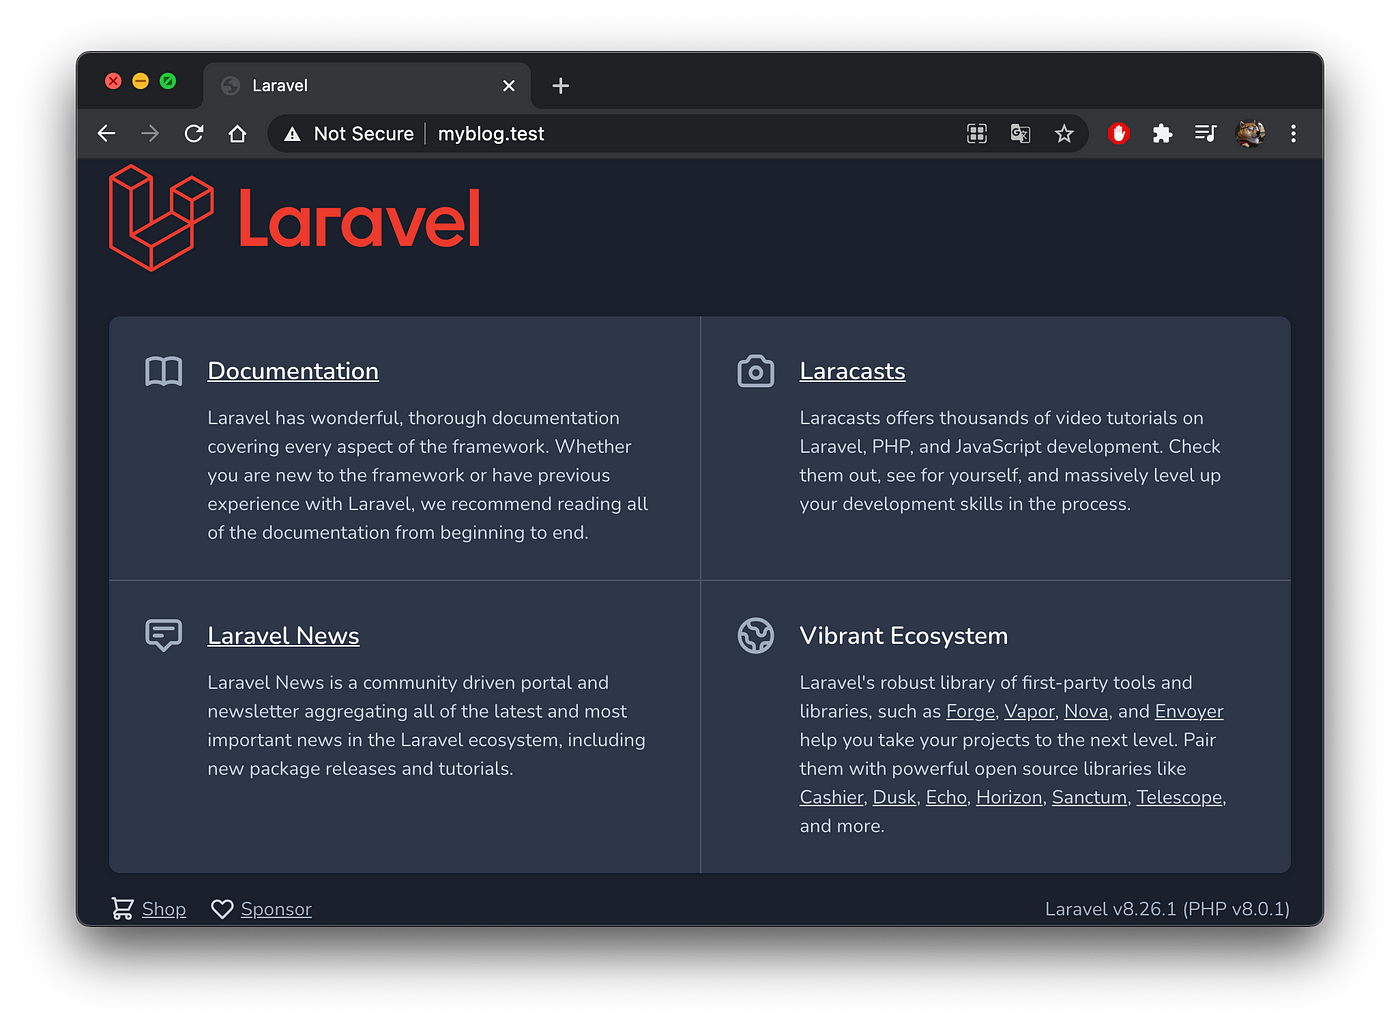 Laravel
Not Secure myblog.test
Laravel
Documentation
Laravel has wonderful, thorough documentation
covering every aspect of the framework. Whether
you are new to the framework or have previous
experience with Laravel, we recommend reading all
of the documentation from beginning to end.
Laracasts
Laracasts offers thousands of video tutorials on
Laravel, PHP, and JavaScript development. Check
them out, see for yourself, and massively level up
your development skills in the process.
Laravel News
Laravel News is a community driven portal and
newsletter aggregating all of the latest and most
important news in the Laravel ecosystem, including
new package releases and tutorials.
Vibrant Ecosystem
Laravel's robust library of first-party tools and
libraries, such as Forge, Vapor, Nova, and Envoyer
help you take your projects to the next level. Pair
them with powerful open source libraries like
Cashier, Dusk, Echo, Horizon, Sanctum, Telescope,
and more.
Shop Sponsor
Laravel v8.26.1 (PHP v8.0.1)